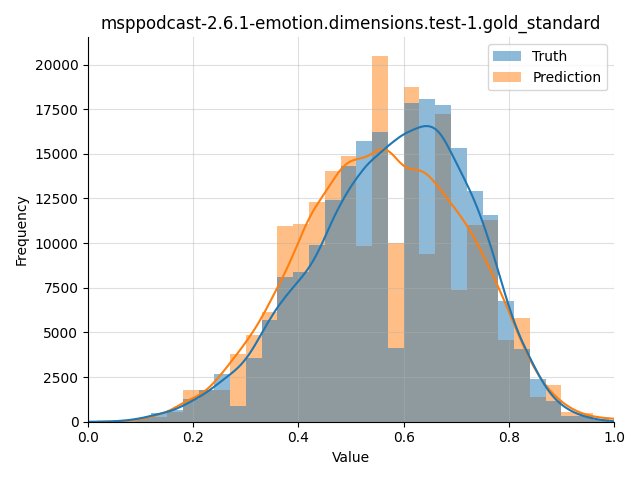 msppodcast-2.6.1-emotion.dimensions.test-1.gold_standard
Truth
Prediction
20000
17500
15000
12500
10000
7500
5000
2500
0
Frequency
0.0 0.2 0.4 0.6 0.8 1.0
Value